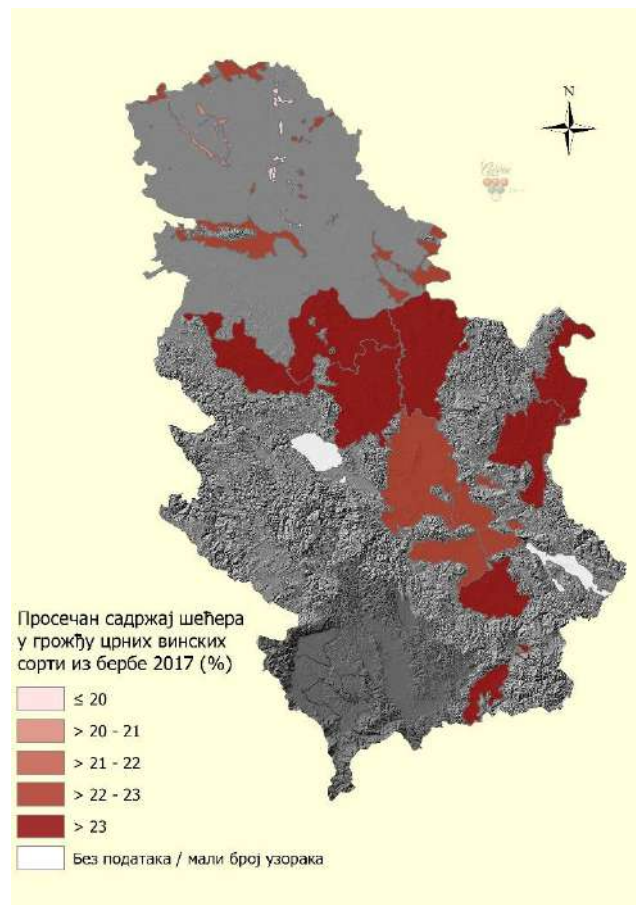 N
Просечан садржај шећера
у грожђу црних винских
сорти из бербе 2017 (%)
≤ 20
> 20 - 21
> 21 - 22
> 22 - 23
> 23
Без података / мали број узорака